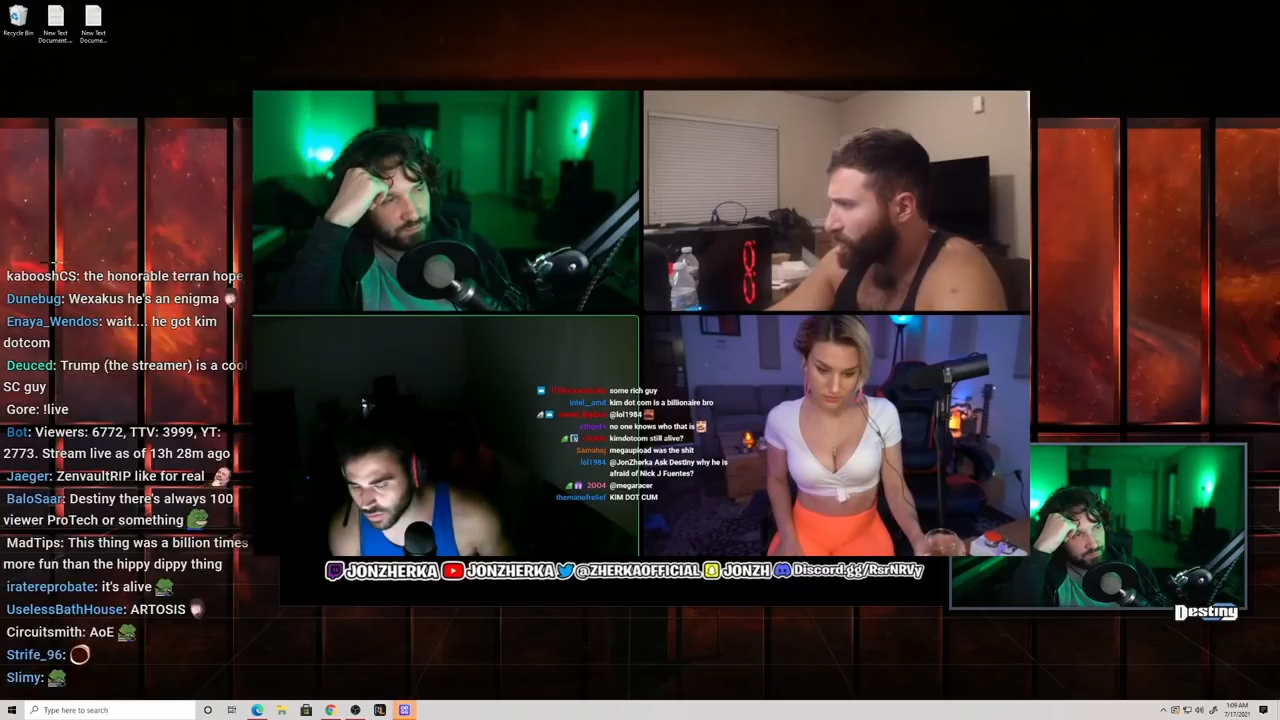 Recycle Bin
New Text
Document...
New Text
Docume...
kabooshCS: the honorable terran hope
Dunebug: Wexakus he's an enigma
Enaya_Wendos: wait.... he got kim
dotcom
Deuced: Trump (the streamer) is a cool
SC guy
Gore: !live
Bot: Viewers: 6772, TTV: 3999, YT:
2773. Stream live as of 13h 28m ago
Jaeger: ZenvaultRIP like for real
BaloSaar: Destiny there's always 100
viewer ProTech or something
MadTips: This thing was a billion times
more fun than the hippy dippy thing
iratereprobate: it's alive
UselessBathHouse: ARTOSIS
Circuitsmith: AoE
Strife_96:
Slimy:
8
some rich guy
intel__amd kim dot com is a billionaire bro
@lol1984
no one knows who that is
kimdotcom still alive?
Samahoj megaupload was the shit
lol1984 @JonZherka Ask Destiny why he is
afraid of Nick J Fuentes?
2004 @megaracer
themanofrelief KIM DOT CUM
JONZHERKA JONZHERKA @ZHERKAOFFICIAL JONZH Discord.gg/RsrNRVy
Destiny
Type here to search
1:09 AM
7/17/2021